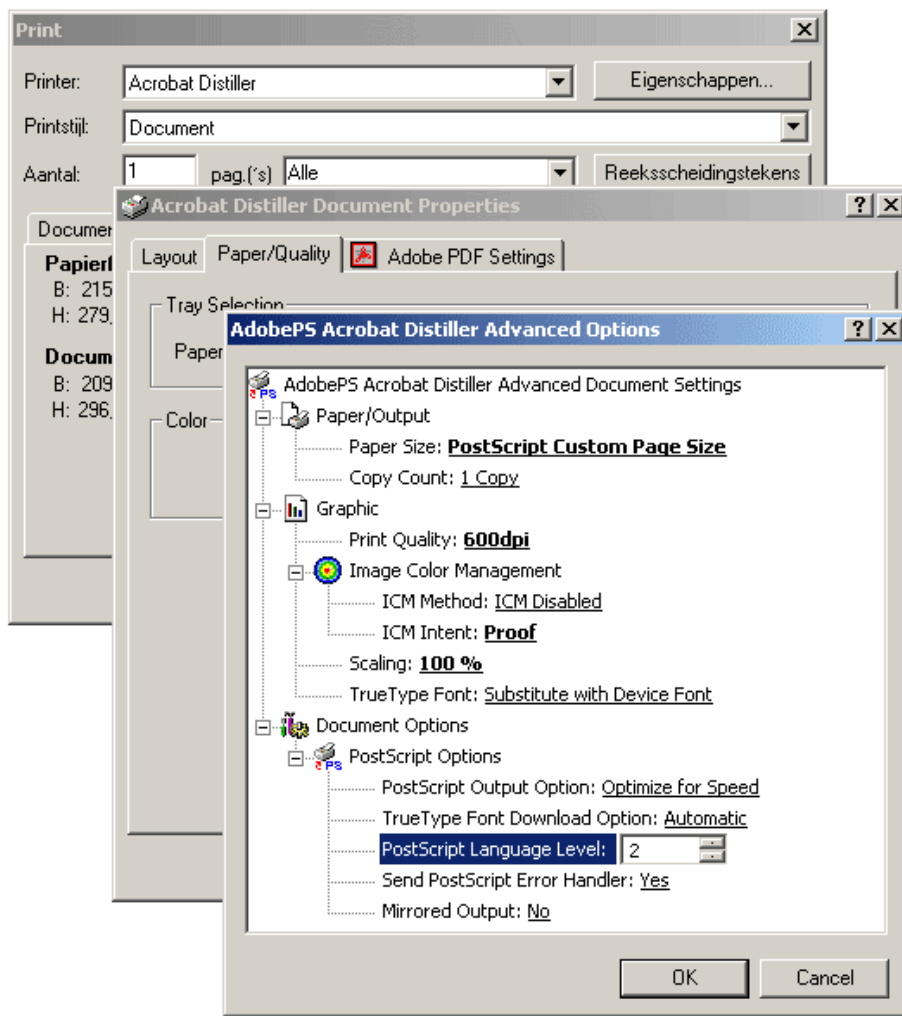 Print
Printer: Acrobat Distiller Eigenschappen...
Printstijl: Document
Aantal: 1 pag.('s) Alle Reeksscheidingstekens
Acrobat Distiller Document Properties
Layout Paper/Quality Adobe PDF Settings
B: 215
H: 279,
B: 209
H: 296,
Tray Selection
Paper
Color
AdobePS Acrobat Distiller Advanced Options
AdobePS Acrobat Distiller Advanced Document Settings
Paper/Output
Paper Size: PostScript Custom Page Size
Copy Count: 1 Copy
Graphic
Print Quality: 600dpi
Image Color Management
ICM Method: ICM Disabled
ICM Intent: Proof
Scaling: 100 %
TrueType Font: Substitute with Device Font
Document Options
PostScript Options
PostScript Output Option: Optimize for Speed
TrueType Font Download Option: Automatic
PostScript Language Level: 2
Send PostScript Error Handler: Yes
Mirrored Output: No
OK Cancel